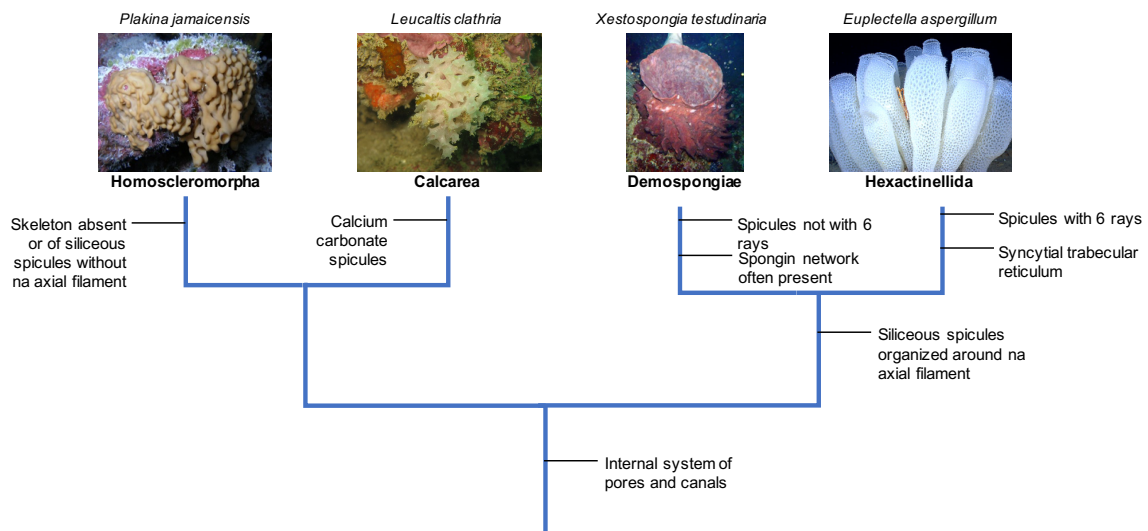 Plakina jamaicensis
Leucaltis clathria
Xestospongia testudinaria
Euplectella aspergillum
Homoscleromorpha
Calcarea
Demospongiae
Hexactinellida
Skeleton absent
or of siliceous
spicules without
na axial filament
Calcium
carbonate
spicules
Spicules not with 6
rays
Spongin network
often present
Spicules with 6 rays
Syncytial trabecular
reticulum
Siliceous spicules
organized around na
axial filament
Internal system of
pores and canals